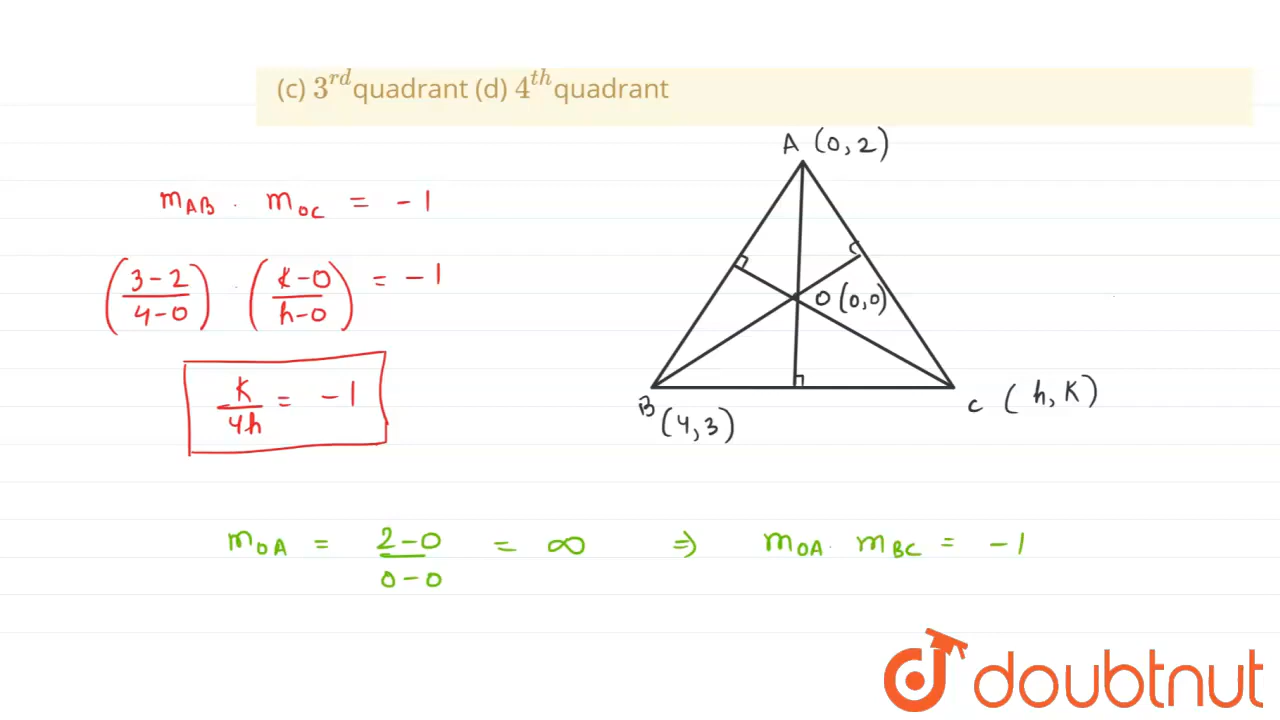 (c) 3rd quadrant (d) 4th quadrant
A (0, 2)
mAB . mOC = -1
(3-2/4-0) . (K-0/h-0) = -1
O (0,0)
K/4h = -1
B (4, 3)
C (h, K)
mOA = 2-0/0-0 = ∞ ⇒ mOA . mBC = -1
doubtnut